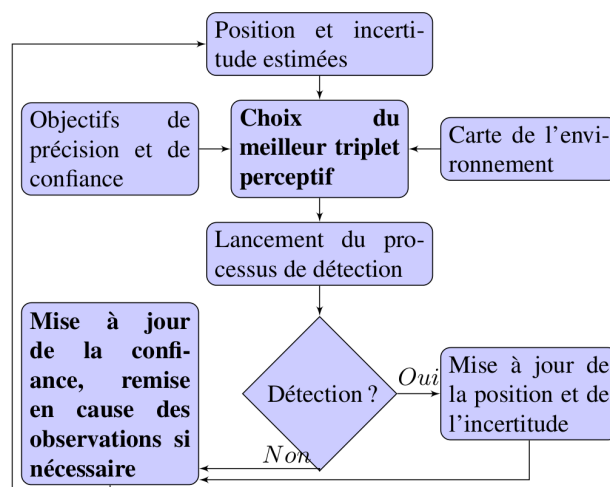 Position et incerti-
tude estimées
Objectifs de
précision et de
confiance
Choix du
meilleur triplet
perceptif
Carte de l'envi-
ronnement
Lancement du pro-
cessus de détection
Mise à jour
de la confi-
ance, remise
en cause des
observations si
nécessaire
Détection ?
Oui
Mise à jour de
la position et de
l'incertitude
Non